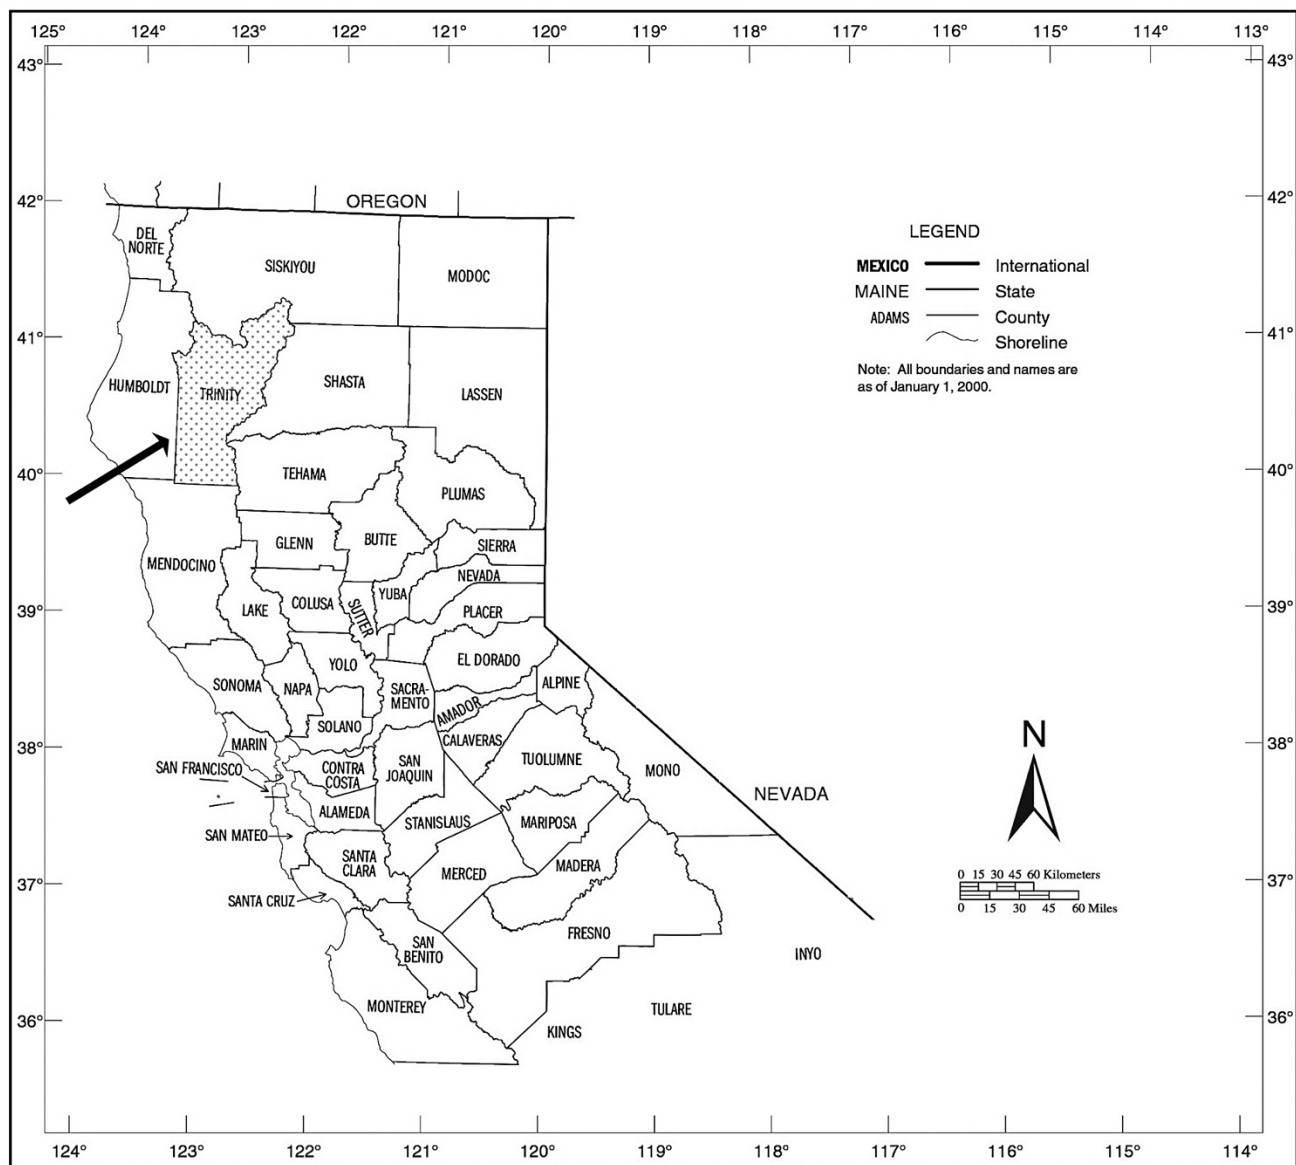 125° 124° 123° 122° 121° 120° 119° 118° 117° 116° 115° 114° 113°
43° 43°
42° 42°
OREGON
DEL
NORTE
SISKIYOU
MODOC
LEGEND
MEXICO International
MAINE State
ADAMS County
Shoreline
Note: All boundaries and names are
as of January 1, 2000.
41° 41°
HUMBOLDT
TRINITY
SHASTA
LASSEN
40° 40°
TEHAMA
PLUMAS
MENDOCINO
GLENN
BUTTE
SIERRA
NEVADA
39° 39°
LAKE
COLUSA
SUTTER
YUBA
PLACER
SONOMA
NAPA
YOLO
SACRA-
MENTO
EL DORADO
ALPINE
SOLANO
AMADOR
38° 38°
MARIN
CALAVERAS
N
SAN FRANCISCO
CONTRA
COSTA
SAN
JOAQUIN
TUOLUMNE
MONO
NEVADA
ALAMEDA
STANISLAUS
MARIPOSA
SAN MATEO
SANTA
CLARA
MERCED
MADERA
37° 37°
0 15 30 45 60 Kilometers
0 15 30 45 60 Miles
SANTA CRUZ
SAN
BENITO
FRESNO
INYO
MONTEREY
TULARE
36° 36°
KINGS
124° 123° 122° 121° 120° 119° 118° 117° 116° 115° 114°